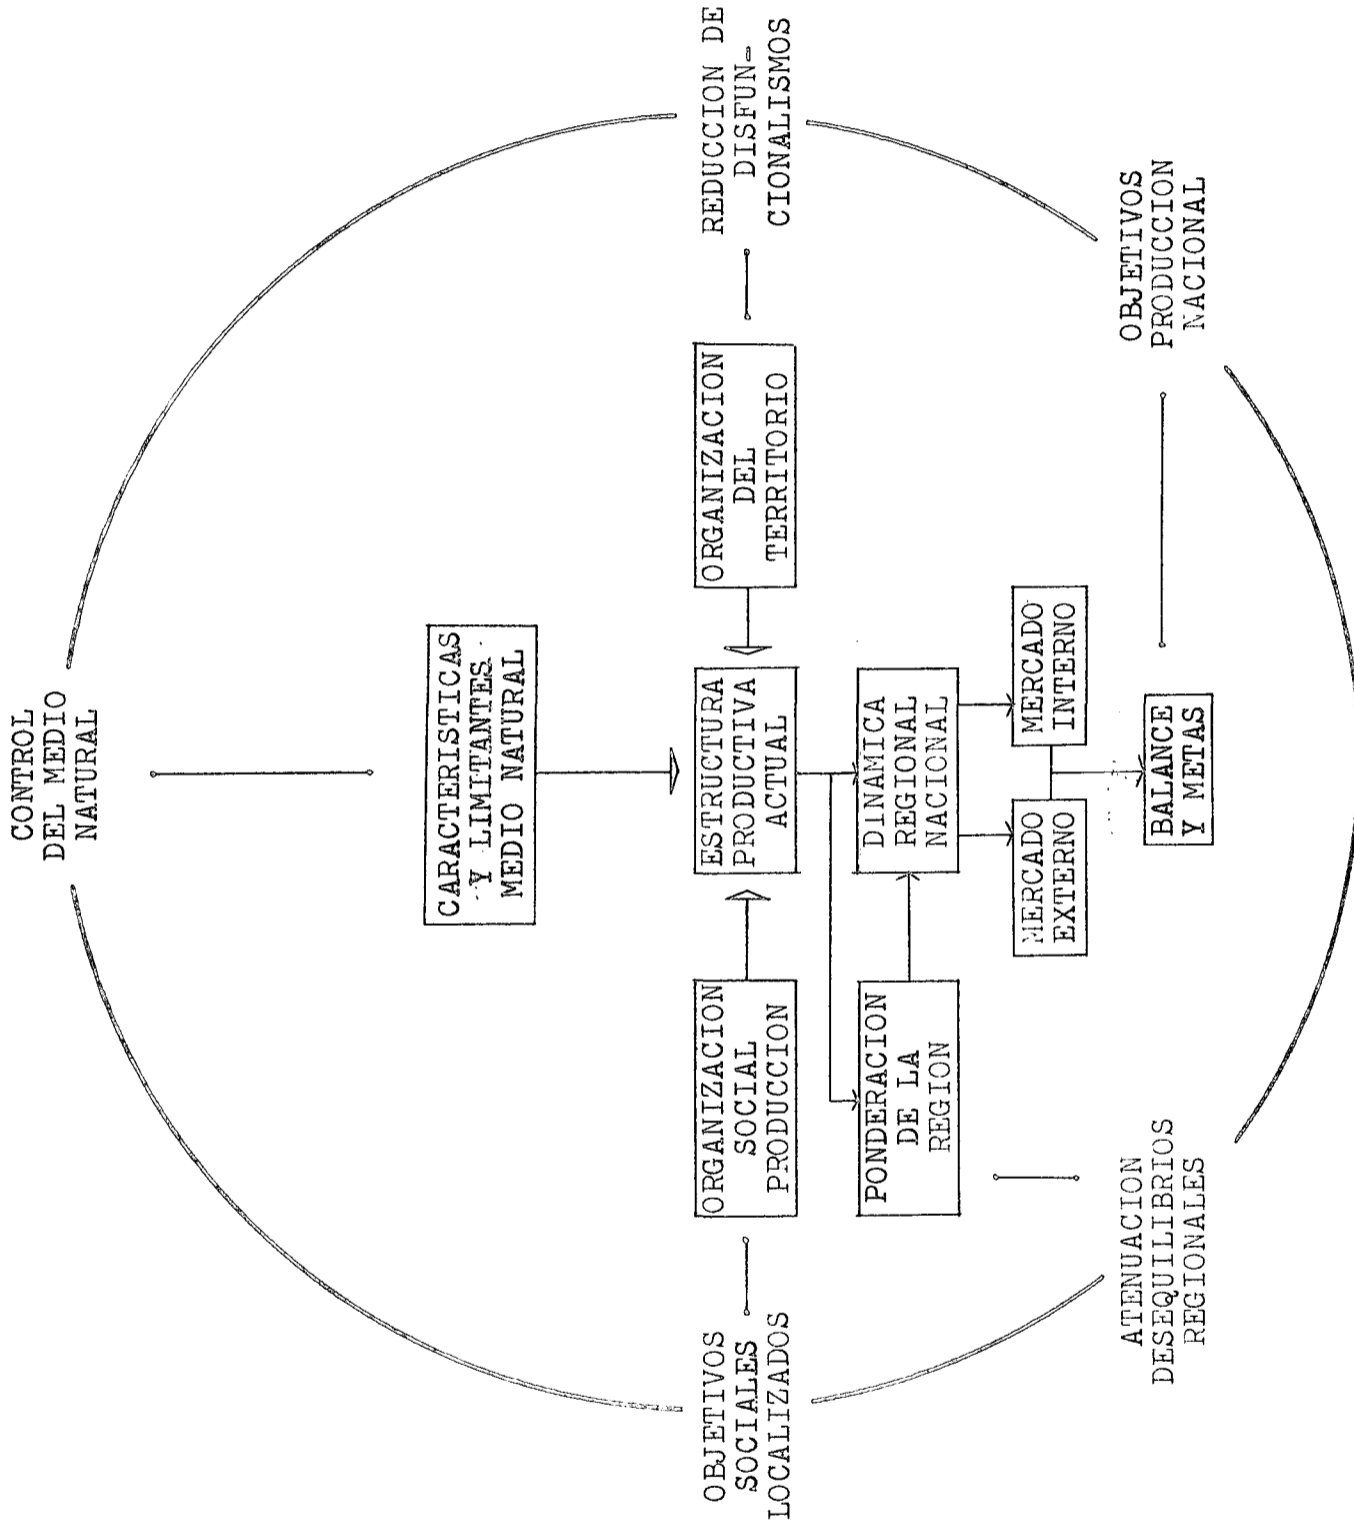 CONTROL
DEL MEDIO
NATURAL
CARACTERISTICAS
Y LIMITANTES
MEDIO NATURAL
OBJETIVOS
SOCIALES
LOCALIZADOS
ORGANIZACION
SOCIAL
PRODUCCION
ESTRUCTURA
PRODUCTIVA
ACTUAL
ORGANIZACION
DEL
TERRITORIO
REDUCCION DE
DISFUN-
CIONALISMOS
PONDERACION
DE LA
REGION
DINAMICA
REGIONAL
NACIONAL
MERCADO
EXTERNO
MERCADO
INTERNO
ATENUACION
DESEQUILIBRIOS
REGIONALES
BALANCE
Y METAS
OBJETIVOS
PRODUCCION
NACIONAL